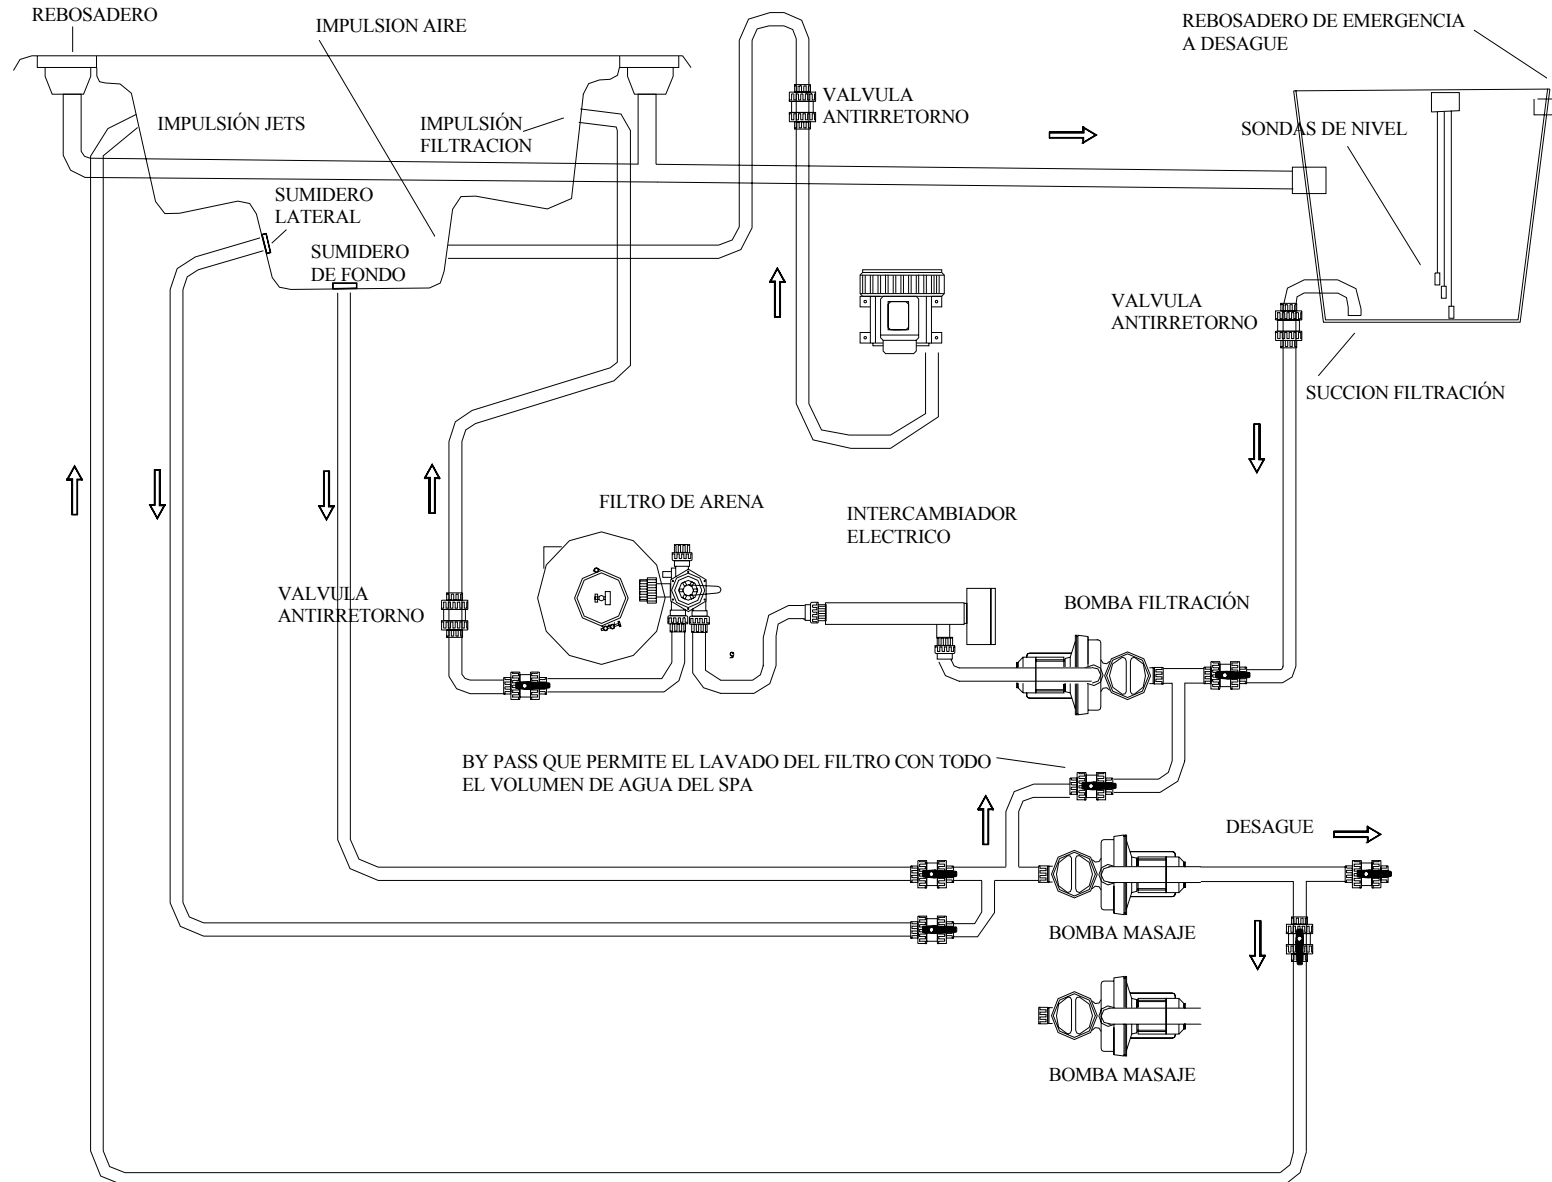 REBOSADERO
IMPULSION AIRE
REBOSADERO DE EMERGENCIA
A DESAGUE
VALVULA
ANTIRRETORNO
IMPULSIÓN JETS
IMPULSIÓN
FILTRACION
SONDAS DE NIVEL
SUMIDERO
LATERAL
SUMIDERO
DE FONDO
VALVULA
ANTIRRETORNO
SUCCION FILTRACIÓN
FILTRO DE ARENA
INTERCAMBIADOR
ELECTRICO
VALVULA
ANTIRRETORNO
BOMBA FILTRACIÓN
5
BY PASS QUE PERMITE EL LAVADO DEL FILTRO CON TODO
EL VOLUMEN DE AGUA DEL SPA
DESAGUE
BOMBA MASAJE
BOMBA MASAJE